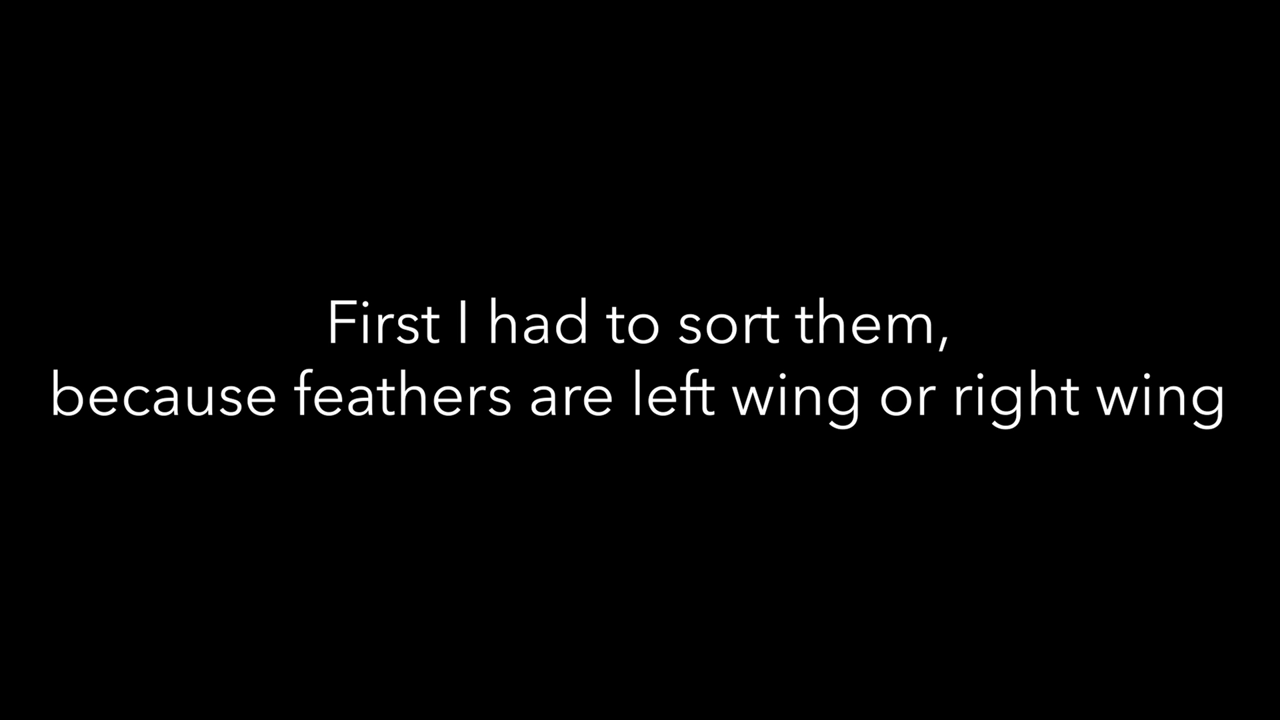 First I had to sort them,
because feathers are left wing or right wing